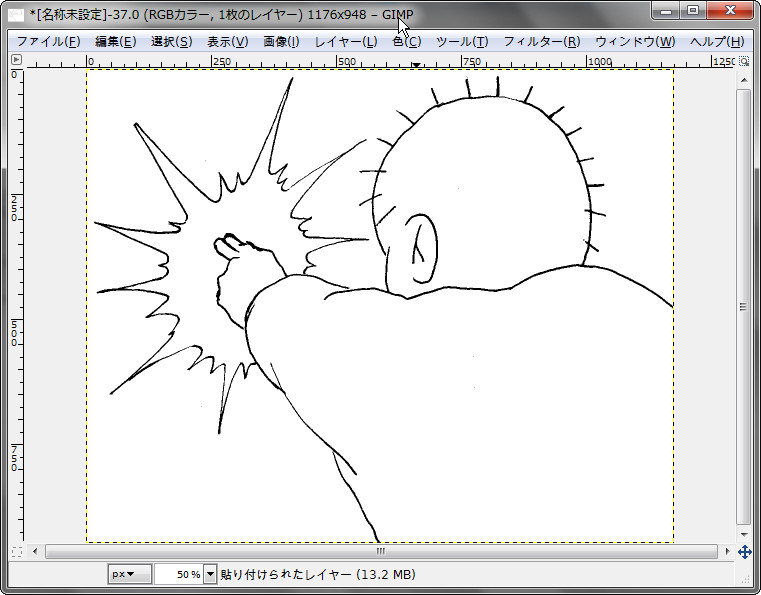 *[名称未設定]-37.0 (RGBカラー, 1枚のレイヤー) 1176x948 – GIMP
ファイル(F) 編集(E) 選択(S) 表示(V) 画像(I) レイヤー(L) 色(C) ツール(T) フィルター(R) ウィンドウ(W) ヘルプ(H)
0 250 500 750 1000 1250
0
250
500
750
px 50 % 貼り付けられたレイヤー (13.2 MB)